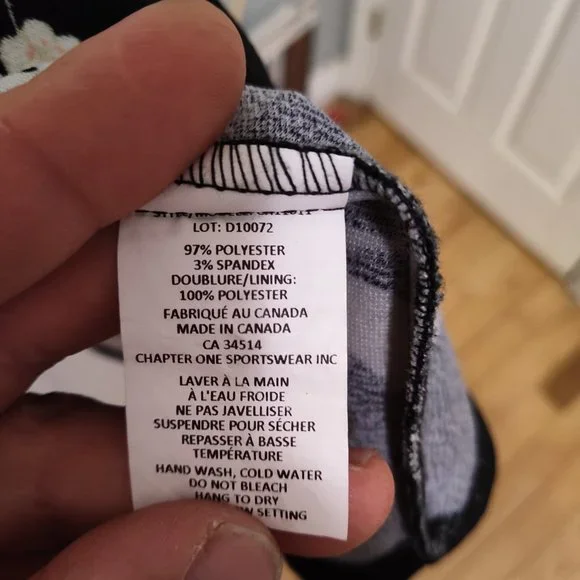 LOT: D10072
97% POLYESTER
3% SPANDEX
DOUBLURE/LINING:
100% POLYESTER
FABRIQUÉ AU CANADA
MADE IN CANADA
CA 34514
CHAPTER ONE SPORTSWEAR INC
LAVER À LA MAIN
À L'EAU FROIDE
NE PAS JAVELLISER
SUSPENDRE POUR SÉCHER
REPASSER À BASSE
TEMPÉRATURE
HAND WASH, COLD WATER
DO NOT BLEACH
HANG TO DRY
SETTING